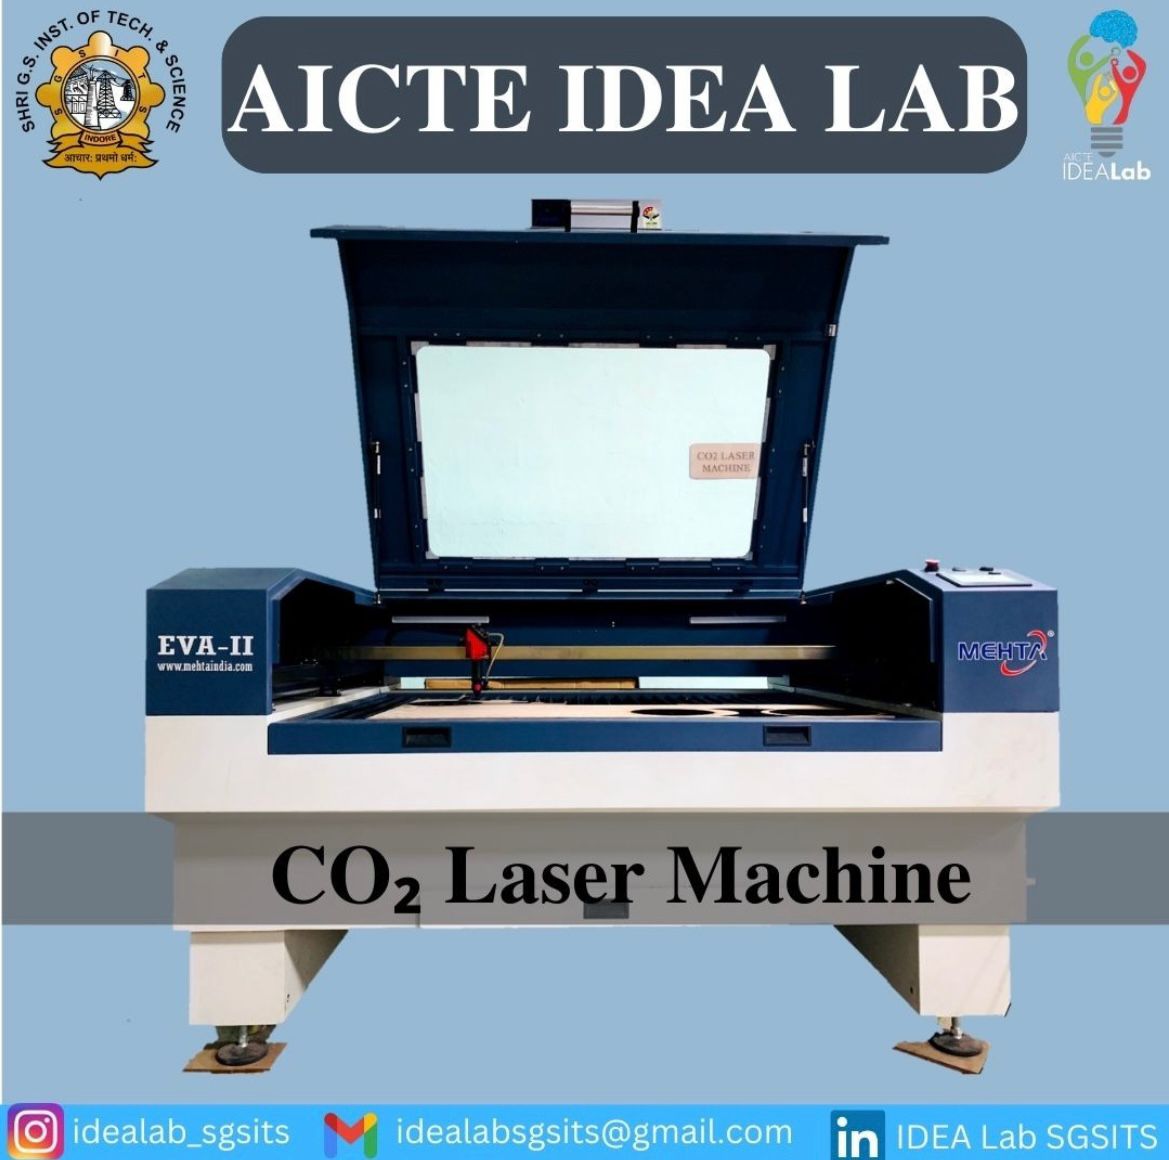 SHRI G.S. INST. OF TECH. & SCIENCE
S G S I T S
INDORE
आचार: प्रथमो धर्म:
AICTE IDEA LAB
AICTE
IDEALab
CO2 LASER
MACHINE
EVA-II
www.mehtaindia.com
MEHTA®
CO₂ Laser Machine
idealab_sgsits
idealabsgsits@gmail.com
in IDEA Lab SGSITS